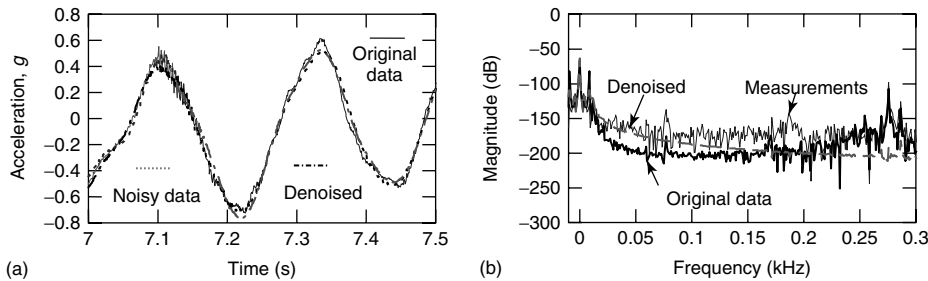 0.8
0.6
0.4
0.2
0
−0.2
−0.4
−0.6
−0.8
Acceleration, g
Original
data
Noisy data
Denoised
7
7.1
7.2
7.3
7.4
7.5
Time (s)
(a)
0
−50
−100
−150
−200
−250
−300
Magnitude (dB)
Denoised
Measurements
Original data
0
0.05
0.1
0.15
0.2
0.25
0.3
Frequency (kHz)
(b)